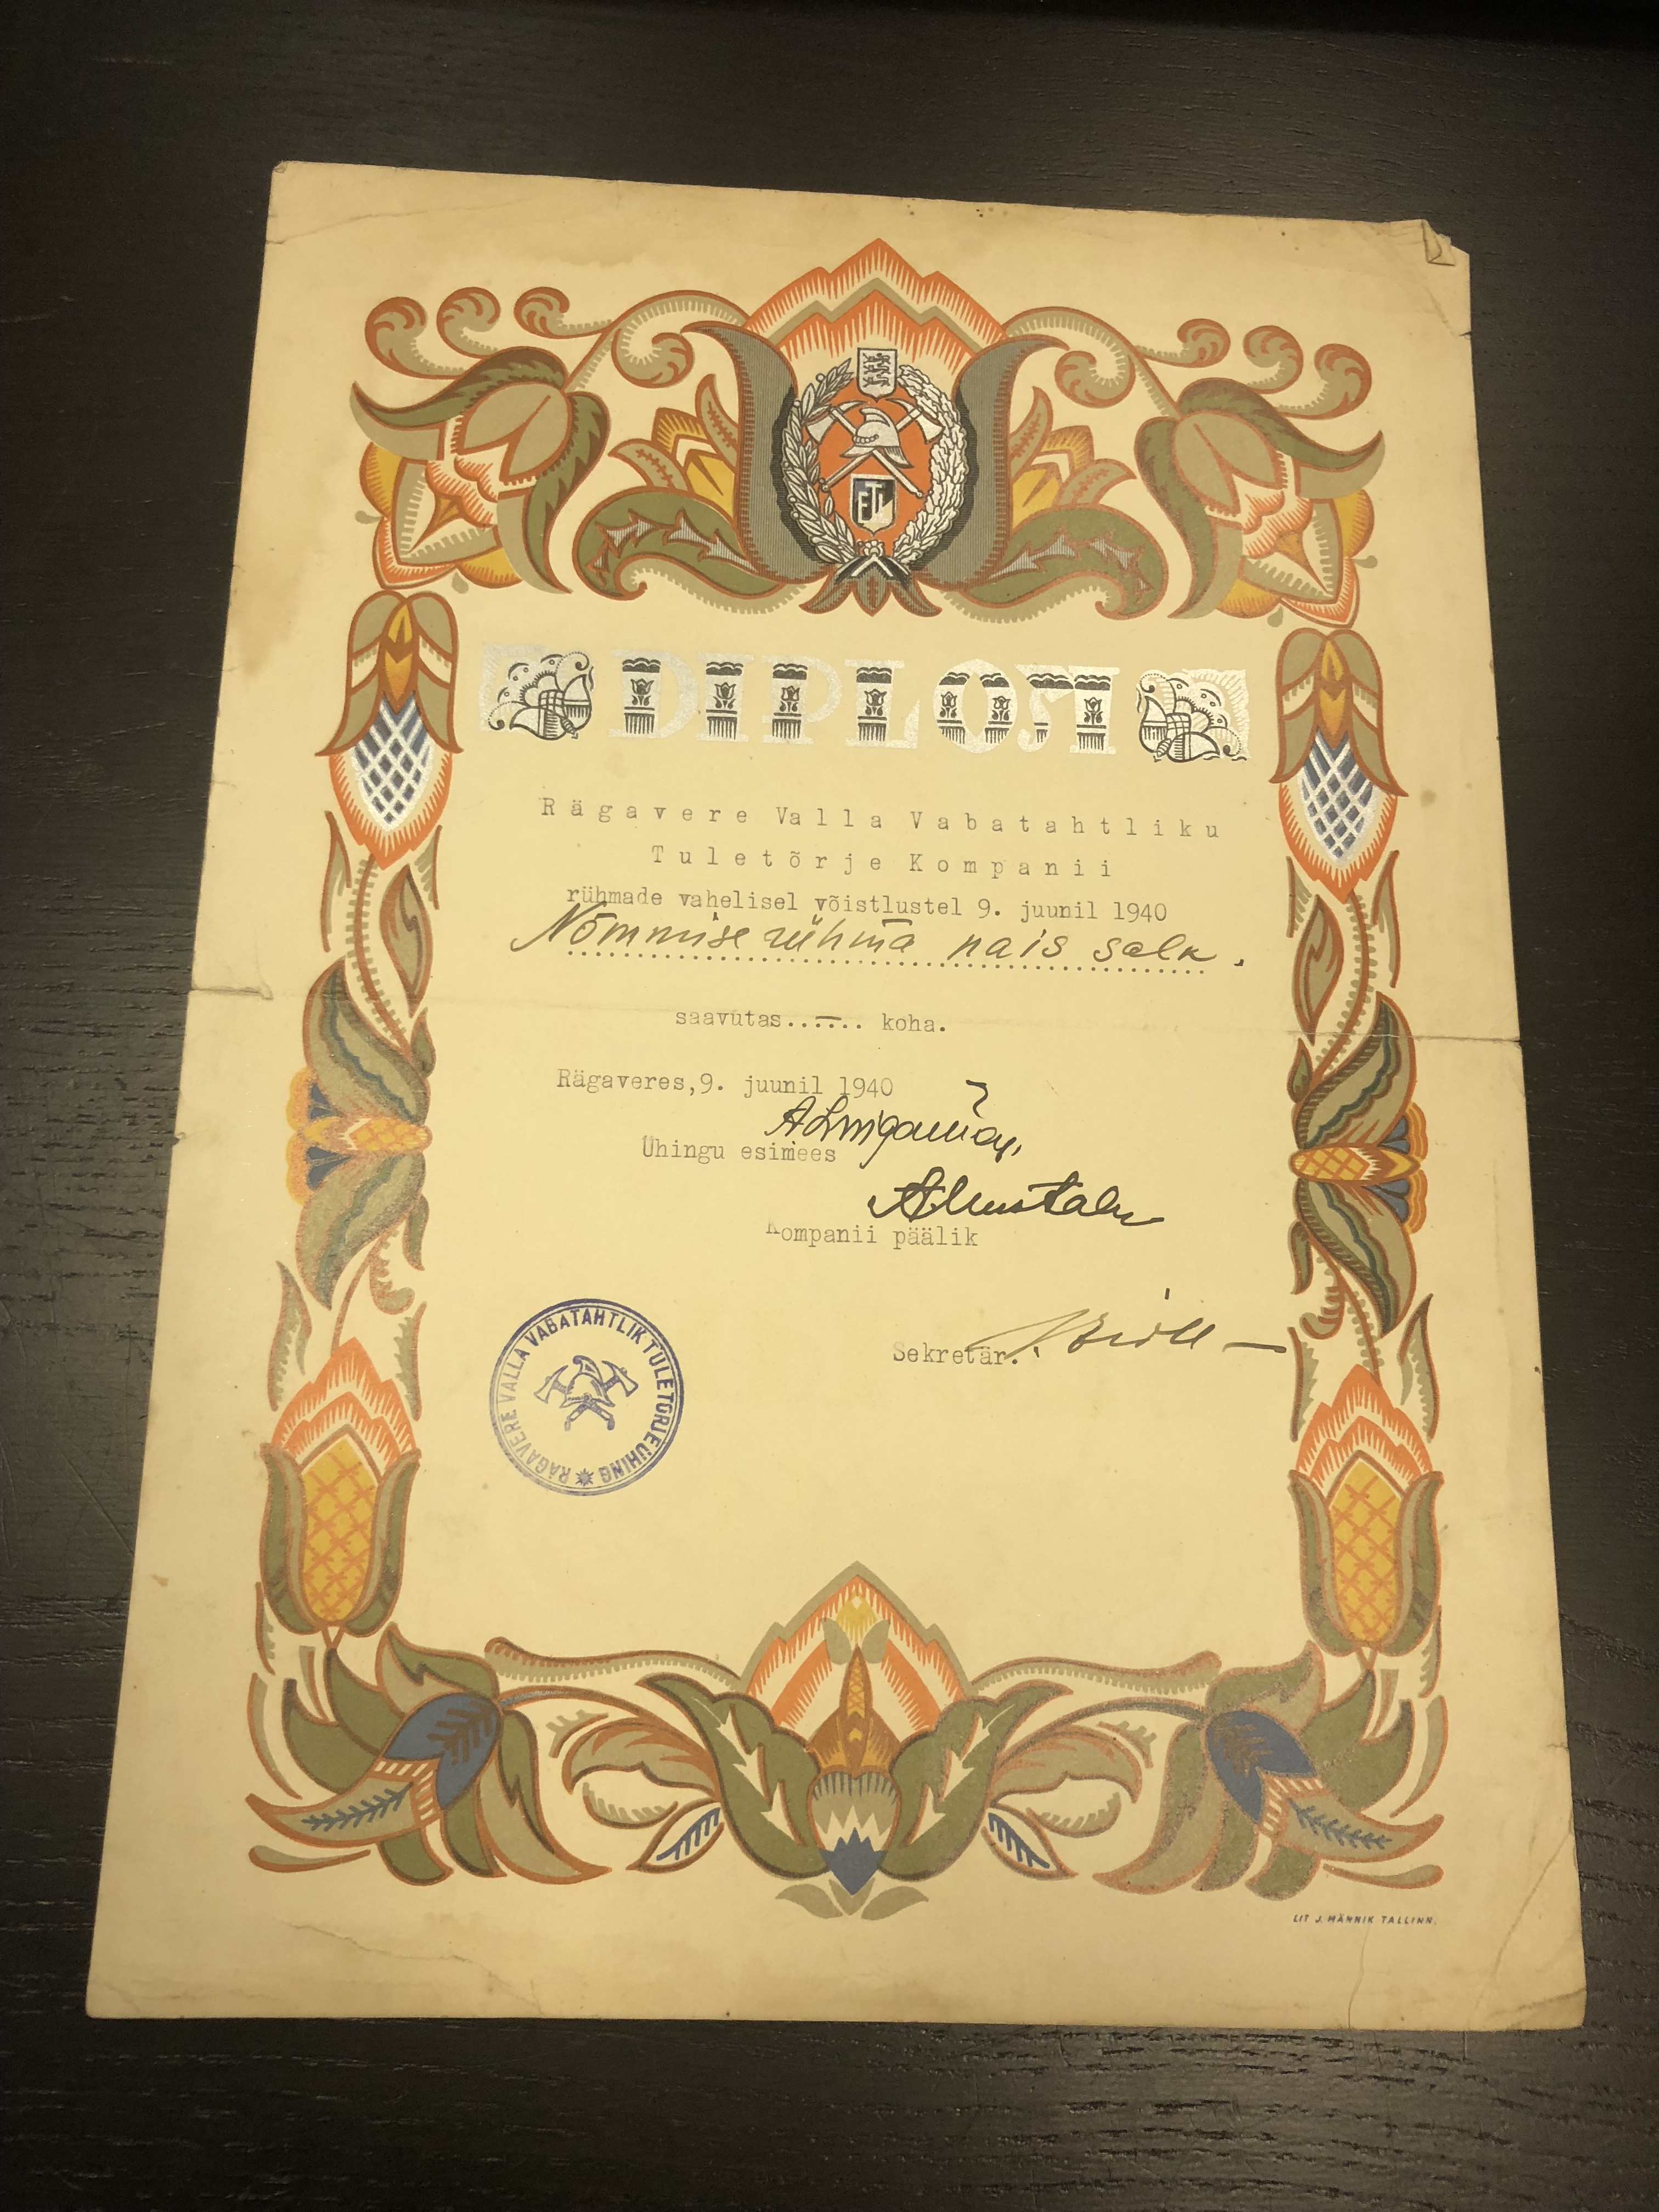 ETL
DIPLOM
Rägavere Valla Vabatahtliku
Tuletõrje Kompanii
rühmade vahelisel võistlustel 9. juunil 1940
Nõmmise rühma nais salk.
saavutas...—... koha.
Rägaveres,9. juunil 1940
Ühingu esimees
Kompanii päälik
Sekretär.
RÄGAVERE VALLA VABATAHTLIK TULETÕRJE ÜHING
LIT J. MÄNNIK TALLINN.